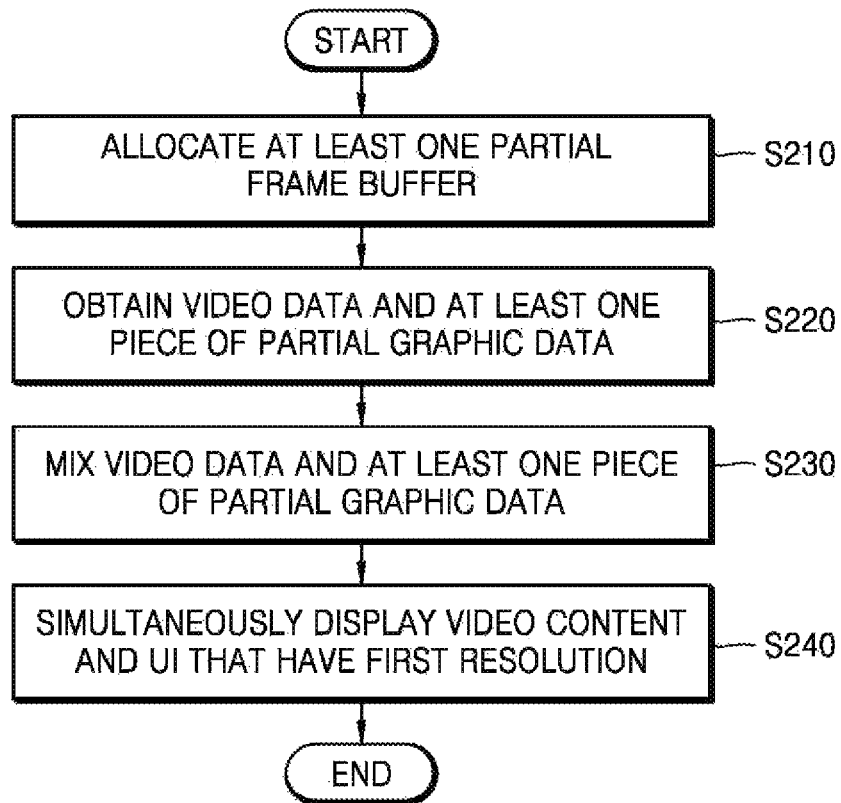 START
ALLOCATE AT LEAST ONE PARTIAL
FRAME BUFFER
S210
OBTAIN VIDEO DATA AND AT LEAST ONE
PIECE OF PARTIAL GRAPHIC DATA
S220
MIX VIDEO DATA AND AT LEAST ONE PIECE
OF PARTIAL GRAPHIC DATA
S230
SIMULTANEOUSLY DISPLAY VIDEO CONTENT
AND UI THAT HAVE FIRST RESOLUTION
S240
END